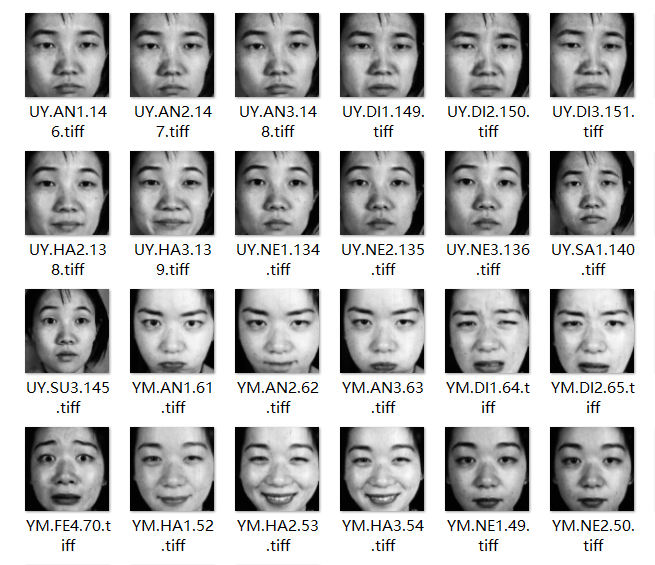 UY.AN1.14 UY.AN2.14 UY.AN3.14 UY.DI1.149. UY.DI2.150. UY.DI3.151.
6.tiff 7.tiff 8.tiff tiff tiff tiff
UY.HA2.13 UY.HA3.13 UY.NE1.134 UY.NE2.135 UY.NE3.136 UY.SA1.140
8.tiff 9.tiff .tiff .tiff .tiff .tiff
UY.SU3.145 YM.AN1.61 YM.AN2.62 YM.AN3.63 YM.DI1.64.t YM.DI2.65.t
.tiff .tiff .tiff .tiff iff iff
YM.FE4.70.t YM.HA1.52 YM.HA2.53 YM.HA3.54 YM.NE1.49. YM.NE2.50.
iff .tiff .tiff .tiff tiff tiff